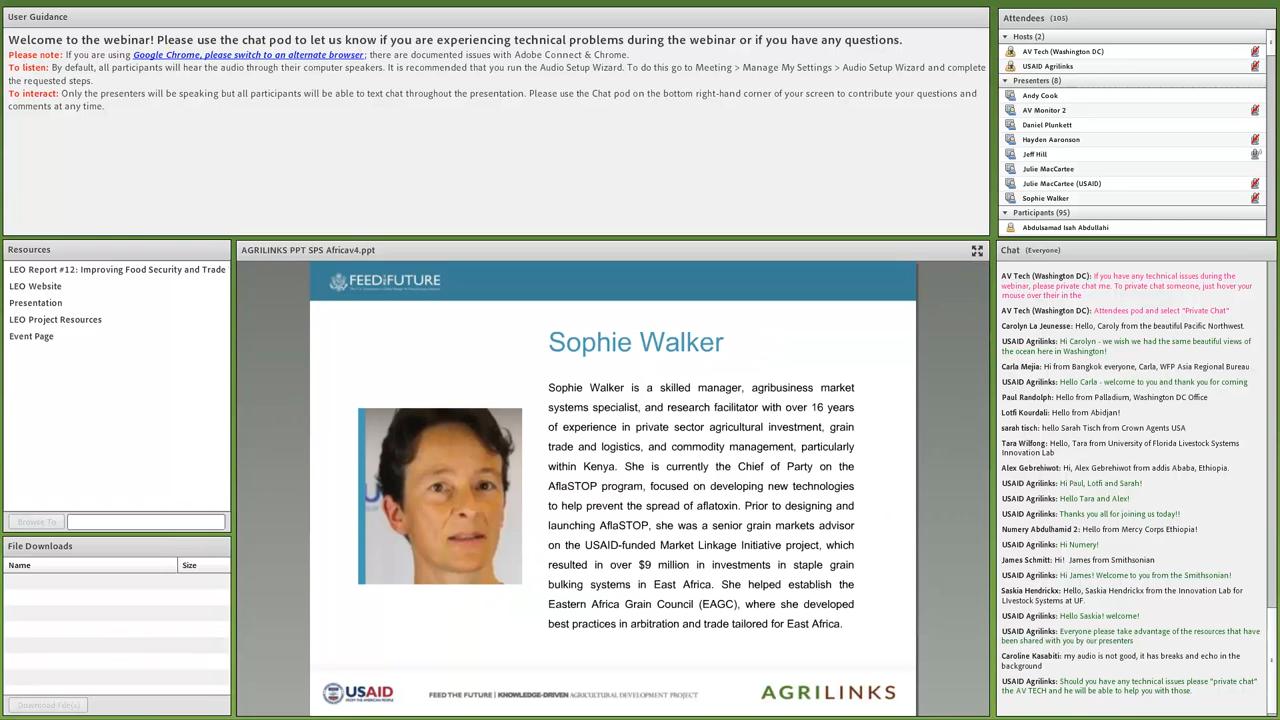 User Guidance
Welcome to the webinar! Please use the chat pod to let us know if you are experiencing technical problems during the webinar or if you have any questions.
Please note: If you are using Google Chrome, please switch to an alternate browser; there are documented issues with Adobe Connect & Chrome.
To listen: By default, all participants will hear the audio through their computer speakers. It is recommended that you run the Audio Setup Wizard. To do this go to Meeting > Manage My Settings > Audio Setup Wizard and complete
the requested steps.
To interact: Only the presenters will be speaking but all participants will be able to text chat throughout the presentation. Please use the Chat pod on the bottom right-hand corner of your screen to contribute your questions and
comments at any time.
Attendees (105)
Hosts (2)
AV Tech (Washington DC)
USAID Agrilinks
Presenters (8)
Andy Cook
AV Monitor 2
Daniel Plunkett
Hayden Aaronson
Jeff Hill
Julie MacCartee
Julie MacCartee (USAID)
Sophie Walker
Participants (95)
Abdulsamad Isah Abdullahi
Resources
LEO Report #12: Improving Food Security and Trade
LEO Website
Presentation
LEO Project Resources
Event Page
Browse To
File Downloads
Name Size
Download File(s)
AGRILINKS PPT SPS Africav4.ppt
FEED THE FUTURE
Sophie Walker
Sophie Walker is a skilled manager, agribusiness market
systems specialist, and research facilitator with over 16 years
of experience in private sector agricultural investment, grain
trade and logistics, and commodity management, particularly
within Kenya. She is currently the Chief of Party on the
AflaSTOP program, focused on developing new technologies
to help prevent the spread of aflatoxin. Prior to designing and
launching AflaSTOP, she was a senior grain markets advisor
on the USAID-funded Market Linkage Initiative project, which
resulted in over $9 million in investments in staple grain
bulking systems in East Africa. She helped establish the
Eastern Africa Grain Council (EAGC), where she developed
best practices in arbitration and trade tailored for East Africa.
USAID
FROM THE AMERICAN PEOPLE
FEED THE FUTURE | KNOWLEDGE-DRIVEN AGRICULTURAL DEVELOPMENT PROJECT
AGRILINKS
Chat (Everyone)
AV Tech (Washington DC): If you have any technical issues during the
webinar, please private chat me. To private chat someone, just hover your
mouse over their in the
AV Tech (Washington DC): Attendees pod and select "Private Chat"
Carolyn La Jeunesse: Hello, Caroly from the beautiful Pacific Northwest.
USAID Agrilinks: Hi Carolyn - we wish we had the same beautiful views of
the ocean here in Washington!
Carla Mejia: Hi from Bangkok everyone, Carla, WFP Asia Regional Bureau
USAID Agrilinks: Hello Carla - welcome to you and thank you for coming
Paul Randolph: Hello from Palladium, Washington DC Office
Lotfi Kourdali: Hello from Abidjan!
sarah tisch: hello Sarah Tisch from Crown Agents USA
Tara Wilfong: Hello, Tara from University of Florida Livestock Systems
Innovation Lab
Alex Gebrehiwot: Hi, Alex Gebrehiwot from addis Ababa, Ethiopia.
USAID Agrilinks: Hi Paul, Lotfi and Sarah!
USAID Agrilinks: Hello Tara and Alex!
USAID Agrilinks: Thanks you all for joining us today!!
Numery Abdulhamid 2: Hello from Mercy Corps Ethiopia!
USAID Agrilinks: Hi Numery!
James Schmitt: Hi! James from Smithsonian
USAID Agrilinks: Hi James! Welcome to you from the Smithsonian!
Saskia Hendrickx: Hello, Saskia Hendrickx from the Innovation Lab for
Livestock Systems at UF.
USAID Agrilinks: Hello Saskia! welcome!
USAID Agrilinks: Everyone please take advantage of the resources that have
been shared with you by our presenters
Caroline Kasabiti: my audio is not good, it has breaks and echo in the
background
USAID Agrilinks: Should you have any technical issues please "private chat"
the AV TECH and he will be able to help you with those.